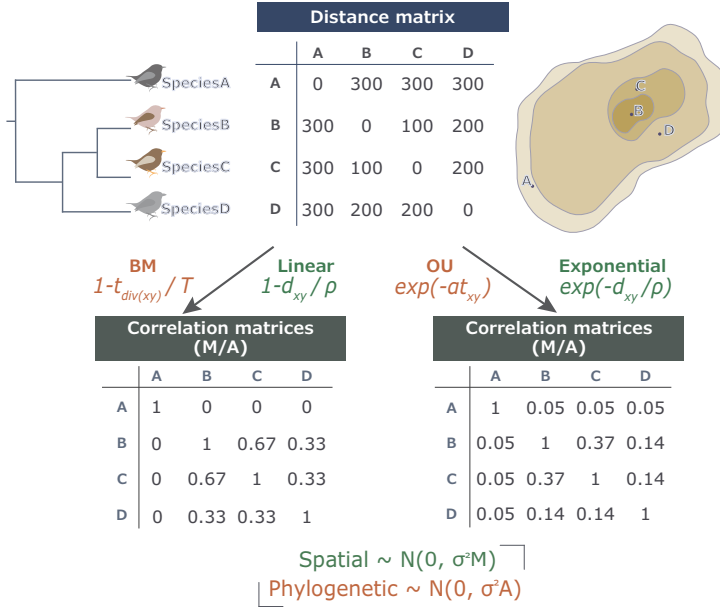 Distance matrix
A B C D
A 0 300 300 300
B 300 0 100 200
C 300 100 0 200
D 300 200 200 0
SpeciesA
SpeciesB
SpeciesC
SpeciesD
C
B
D
A
BM
1-t_div(xy)/ T
Linear
1-d_xy/ρ
OU
exp(-at_xy)
Exponential
exp(-d_xy/ρ)
Correlation matrices
(M/A)
A B C D
A 1 0 0 0
B 0 1 0.67 0.33
C 0 0.67 1 0.33
D 0 0.33 0.33 1
Correlation matrices
(M/A)
A B C D
A 1 0.05 0.05 0.05
B 0.05 1 0.37 0.14
C 0.05 0.37 1 0.14
D 0.05 0.14 0.14 1
Spatial ~ N(0, σ²M)
Phylogenetic ~ N(0, σ²A)